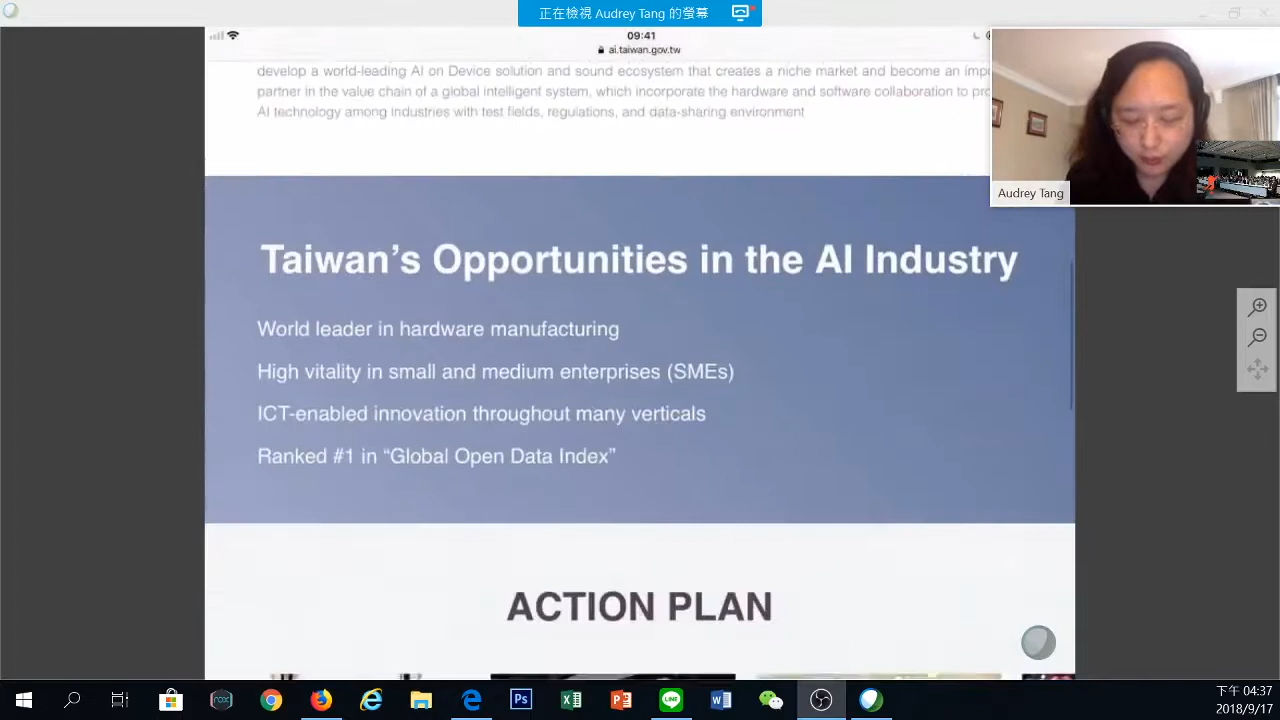 正在檢視 Audrey Tang 的螢幕
09:41
ai.taiwan.gov.tw
develop a world-leading AI on Device solution and sound ecosystem that creates a niche market and become an imp
partner in the value chain of a global intelligent system, which incorporate the hardware and software collaboration to pro
AI technology among industries with test fields, regulations, and data-sharing environment
Audrey Tang
Taiwan’s Opportunities in the AI Industry
World leader in hardware manufacturing
High vitality in small and medium enterprises (SMEs)
ICT-enabled innovation throughout many verticals
Ranked #1 in “Global Open Data Index”
ACTION PLAN
rox
Ps
LINE
下午 04:37
2018/9/17